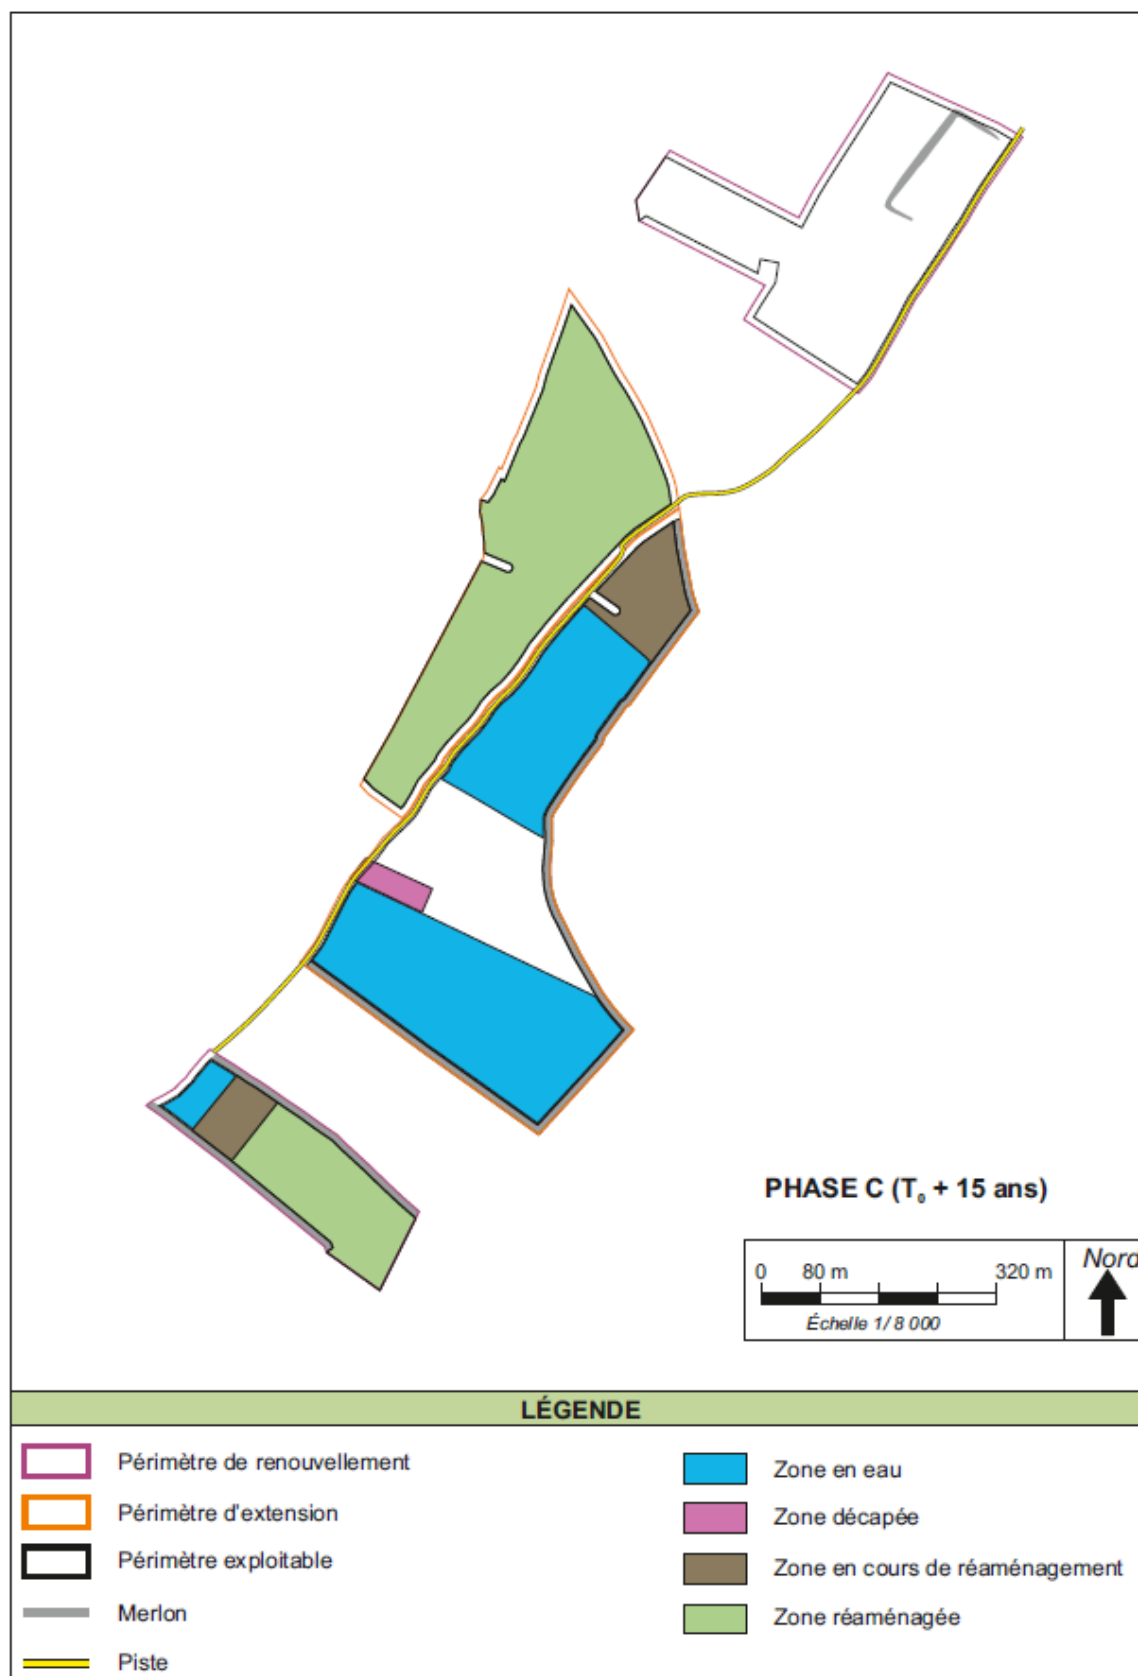 PHASE C (T₀ + 15 ans)
0 80 m 320 m
Échelle 1/ 8 000
Nord
LÉGENDE
Périmètre de renouvellement
Périmètre d'extension
Périmètre exploitable
Merlon
Piste
Zone en eau
Zone décapée
Zone en cours de réaménagement
Zone réaménagée